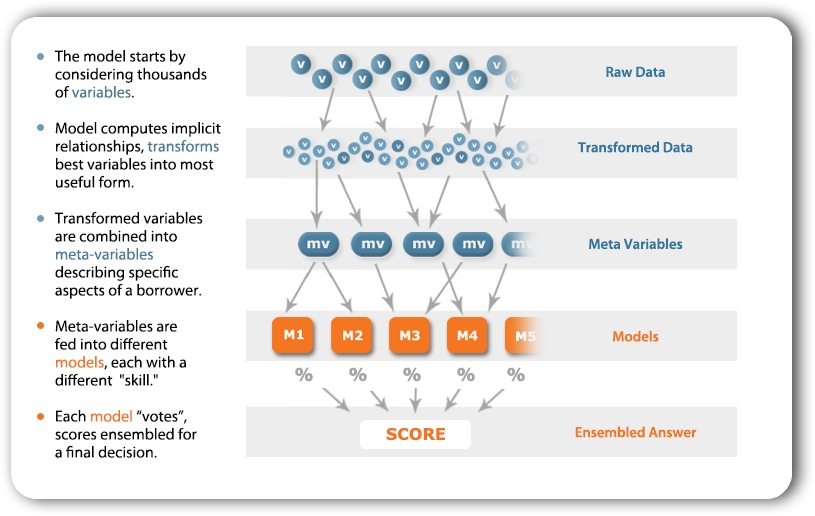 The model starts by
considering thousands
of variables.
Model computes implicit
relationships, transforms
best variables into most
useful form.
Transformed variables
are combined into
meta-variables
describing specific
aspects of a borrower.
Meta-variables are
fed into different
models, each with a
different "skill."
Each model “votes”,
scores ensembled for
a final decision.
v v v v v v v v v v v v
Raw Data
v v v v v v v v v v v v v v v v v v v v v v v v
Transformed Data
mv mv mv mv mv
Meta Variables
M1 M2 M3 M4 M5
Models
% % % % %
SCORE
Ensembled Answer